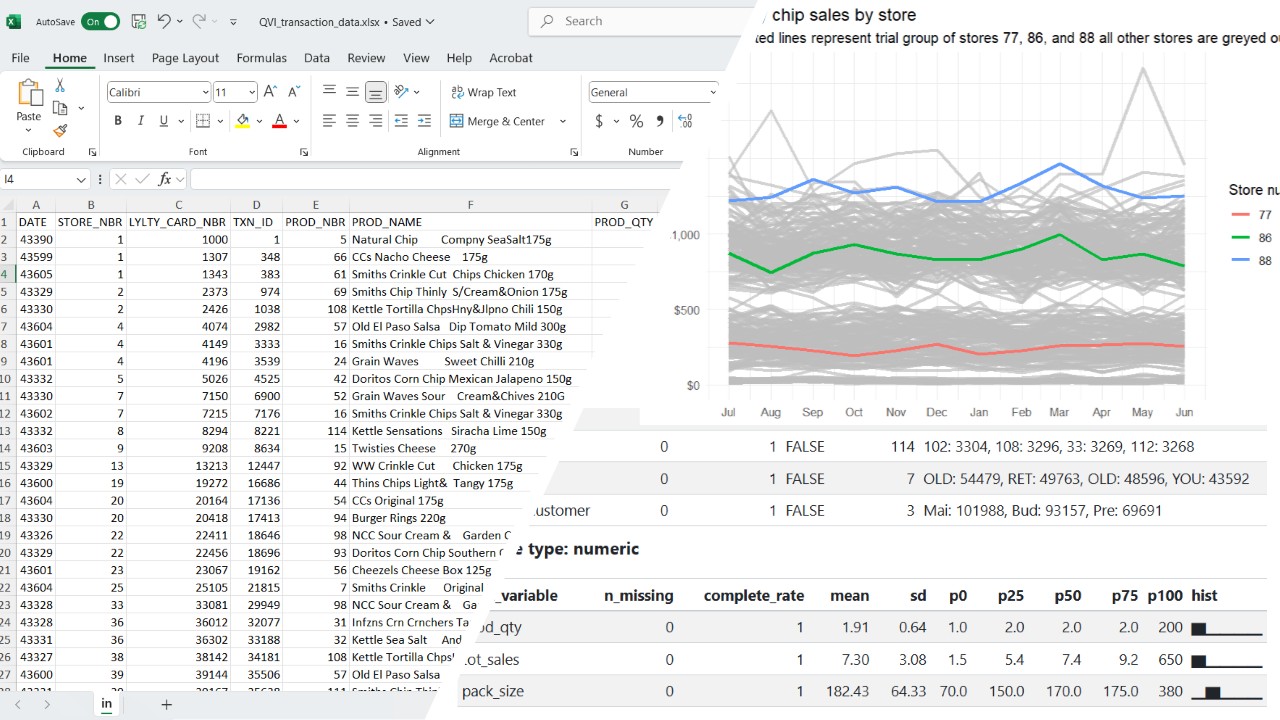 AutoSave On QVI_transaction_data.xlsx • Saved Search
File Home Insert Page Layout Formulas Data Review View Help Acrobat
Paste Calibri 11 A A Wrap Text General
B I U A Merge & Center $ % 9 .00
Clipboard Font Alignment Number
I4 fx
A B C D E F G
1 DATE STORE_NBR LYLTY_CARD_NBR TXN_ID PROD_NBR PROD_NAME PROD_QTY
2 43390 1 1000 1 5 Natural Chip Compny SeaSalt175g
3 43599 1 1307 348 66 CCs Nacho Cheese 175g
4 43605 1 1343 383 61 Smiths Crinkle Cut Chips Chicken 170g
5 43329 2 2373 974 69 Smiths Chip Thinly S/Cream&Onion 175g
6 43330 2 2426 1038 108 Kettle Tortilla ChpsHny&Jlpno Chili 150g
7 43604 4 4074 2982 57 Old El Paso Salsa Dip Tomato Mild 300g
8 43601 4 4149 3333 16 Smiths Crinkle Chips Salt & Vinegar 330g
9 43601 4 4196 3539 24 Grain Waves Sweet Chilli 210g
10 43332 5 5026 4525 42 Doritos Corn Chip Mexican Jalapeno 150g
11 43330 7 7150 6900 52 Grain Waves Sour Cream&Chives 210G
12 43602 7 7215 7176 16 Smiths Crinkle Chips Salt & Vinegar 330g
13 43332 8 8294 8221 114 Kettle Sensations Siracha Lime 150g
14 43603 9 9208 8634 15 Twisties Cheese 270g
15 43329 13 13213 12447 92 WW Crinkle Cut Chicken 175g
16 43600 19 19272 16686 44 Thins Chips Light& Tangy 175g
17 43604 20 20164 17136 54 CCs Original 175g
18 43330 20 20418 17413 94 Burger Rings 220g
19 43326 22 22411 18646 98 NCC Sour Cream & Garden C
20 43329 22 22456 18696 93 Doritos Corn Chip Southern
21 43601 23 23067 19162 56 Cheezels Cheese Box 125g
22 43604 25 25105 21815 7 Smiths Crinkle Original
23 43328 33 33081 29949 98 NCC Sour Cream & Ga
24 43328 36 36012 32077 31 Infzns Crn Crnchers Ta
25 43331 36 36302 33188 32 Kettle Sea Salt And
26 43327 38 38142 34181 108 Kettle Tortilla Chps
27 43600 39 39144 35506 57 Old El Paso Salsa
in
chip sales by store
ted lines represent trial group of stores 77, 86, and 88 all other stores are greyed o
1,000
$500
$0
Jul Aug Sep Oct Nov Dec Jan Feb Mar Apr May Jun
Store nu
77
86
88
0 1 FALSE 114 102: 3304, 108: 3296, 33: 3269, 112: 3268
0 1 FALSE 7 OLD: 54479, RET: 49763, OLD: 48596, YOU: 43592
customer 0 1 FALSE 3 Mai: 101988, Bud: 93157, Pre: 69691
e type: numeric
_variable n_missing complete_rate mean sd p0 p25 p50 p75 p100 hist
od_qty 0 1 1.91 0.64 1.0 2.0 2.0 2.0 200
ot_sales 0 1 7.30 3.08 1.5 5.4 7.4 9.2 650
pack_size 0 1 182.43 64.33 70.0 150.0 170.0 175.0 380